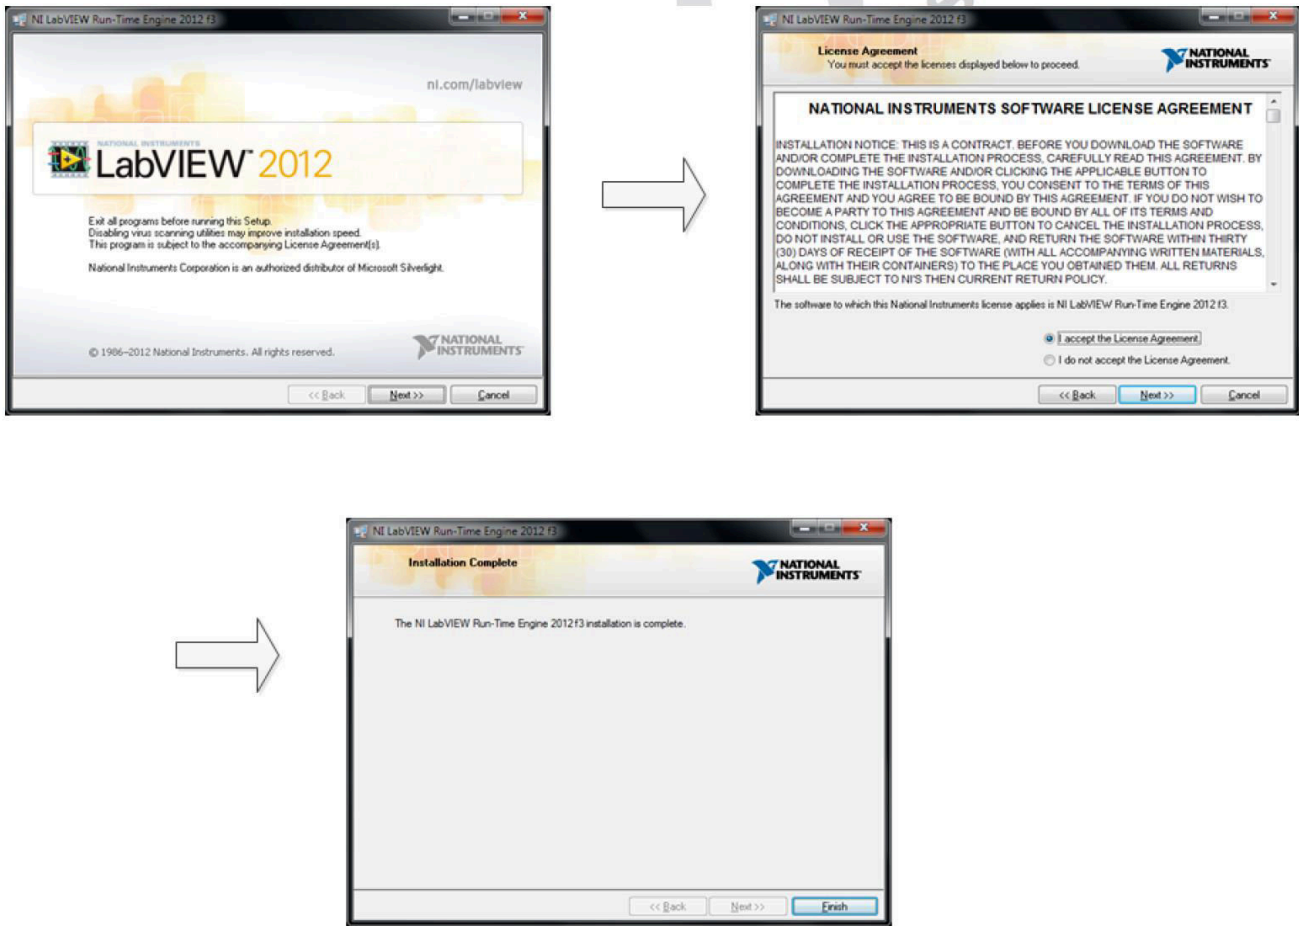 NI LabVIEW Run-Time Engine 2012 f3
ni.com/labview
NATIONAL INSTRUMENTS
LabVIEW™ 2012
Exit all programs before running this Setup.
Disabling virus scanning utilities may improve installation speed.
This program is subject to the accompanying License Agreement(s).
National Instruments Corporation is an authorized distributor of Microsoft Silverlight.
© 1986–2012 National Instruments. All rights reserved.
NATIONAL
INSTRUMENTS
<< Back Next >> Cancel
NI LabVIEW Run-Time Engine 2012 f3
License Agreement
You must accept the licenses displayed below to proceed.
NATIONAL
INSTRUMENTS
NATIONAL INSTRUMENTS SOFTWARE LICENSE AGREEMENT
INSTALLATION NOTICE: THIS IS A CONTRACT. BEFORE YOU DOWNLOAD THE SOFTWARE
AND/OR COMPLETE THE INSTALLATION PROCESS, CAREFULLY READ THIS AGREEMENT. BY
DOWNLOADING THE SOFTWARE AND/OR CLICKING THE APPLICABLE BUTTON TO
COMPLETE THE INSTALLATION PROCESS, YOU CONSENT TO THE TERMS OF THIS
AGREEMENT AND YOU AGREE TO BE BOUND BY THIS AGREEMENT. IF YOU DO NOT WISH TO
BECOME A PARTY TO THIS AGREEMENT AND BE BOUND BY ALL OF ITS TERMS AND
CONDITIONS, CLICK THE APPROPRIATE BUTTON TO CANCEL THE INSTALLATION PROCESS,
DO NOT INSTALL OR USE THE SOFTWARE, AND RETURN THE SOFTWARE WITHIN THIRTY
(30) DAYS OF RECEIPT OF THE SOFTWARE (WITH ALL ACCOMPANYING WRITTEN MATERIALS,
ALONG WITH THEIR CONTAINERS) TO THE PLACE YOU OBTAINED THEM. ALL RETURNS
SHALL BE SUBJECT TO NI'S THEN CURRENT RETURN POLICY.
The software to which this National Instruments license applies is NI LabVIEW Run-Time Engine 2012 f3.
I accept the License Agreement.
I do not accept the License Agreement.
<< Back Next >> Cancel
NI LabVIEW Run-Time Engine 2012 f3
Installation Complete
NATIONAL
INSTRUMENTS
The NI LabVIEW Run-Time Engine 2012 f3 installation is complete.
<< Back Next >> Finish